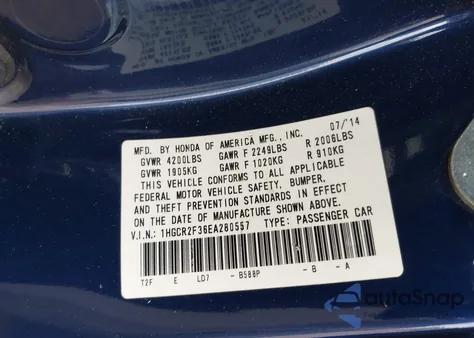 MFD. BY HONDA OF AMERICA MFG., INC. 07/'14
GVWR 4200LBS GAWR F 2249LBS R 2006LBS
GVWR 1905KG GAWR F 1020KG R 910KG
THIS VEHICLE CONFORMS TO ALL APPLICABLE
FEDERAL MOTOR VEHICLE SAFETY, BUMPER,
AND THEFT PREVENTION STANDARDS IN EFFECT
ON THE DATE OF MANUFACTURE SHOWN ABOVE.
V.I.N.: 1HGCR2F36EA280557 TYPE: PASSENGER CAR
T2F E LD7 - B588P - B - A
autoSnap